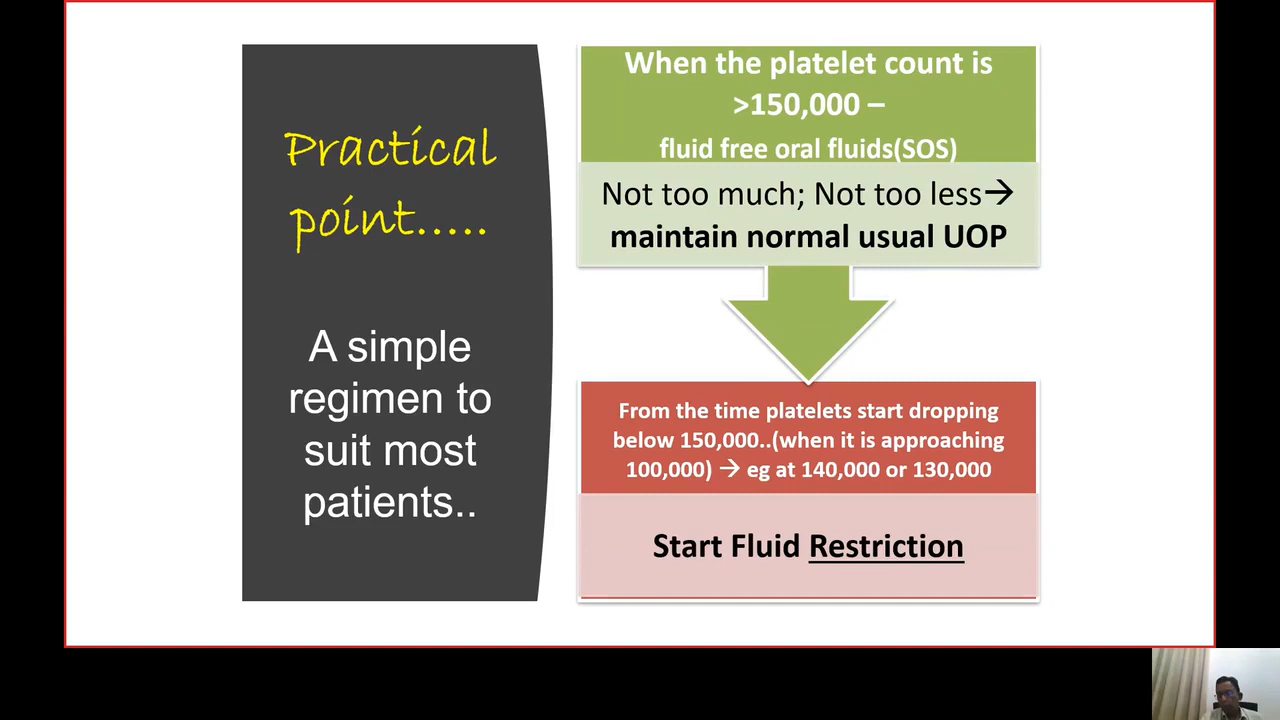 Practical
point.....
A simple
regimen to
suit most
patients..
When the platelet count is
>150,000 –
fluid free oral fluids(SOS)
Not too much; Not too less→
maintain normal usual UOP
From the time platelets start dropping
below 150,000..(when it is approaching
100,000) → eg at 140,000 or 130,000
Start Fluid Restriction